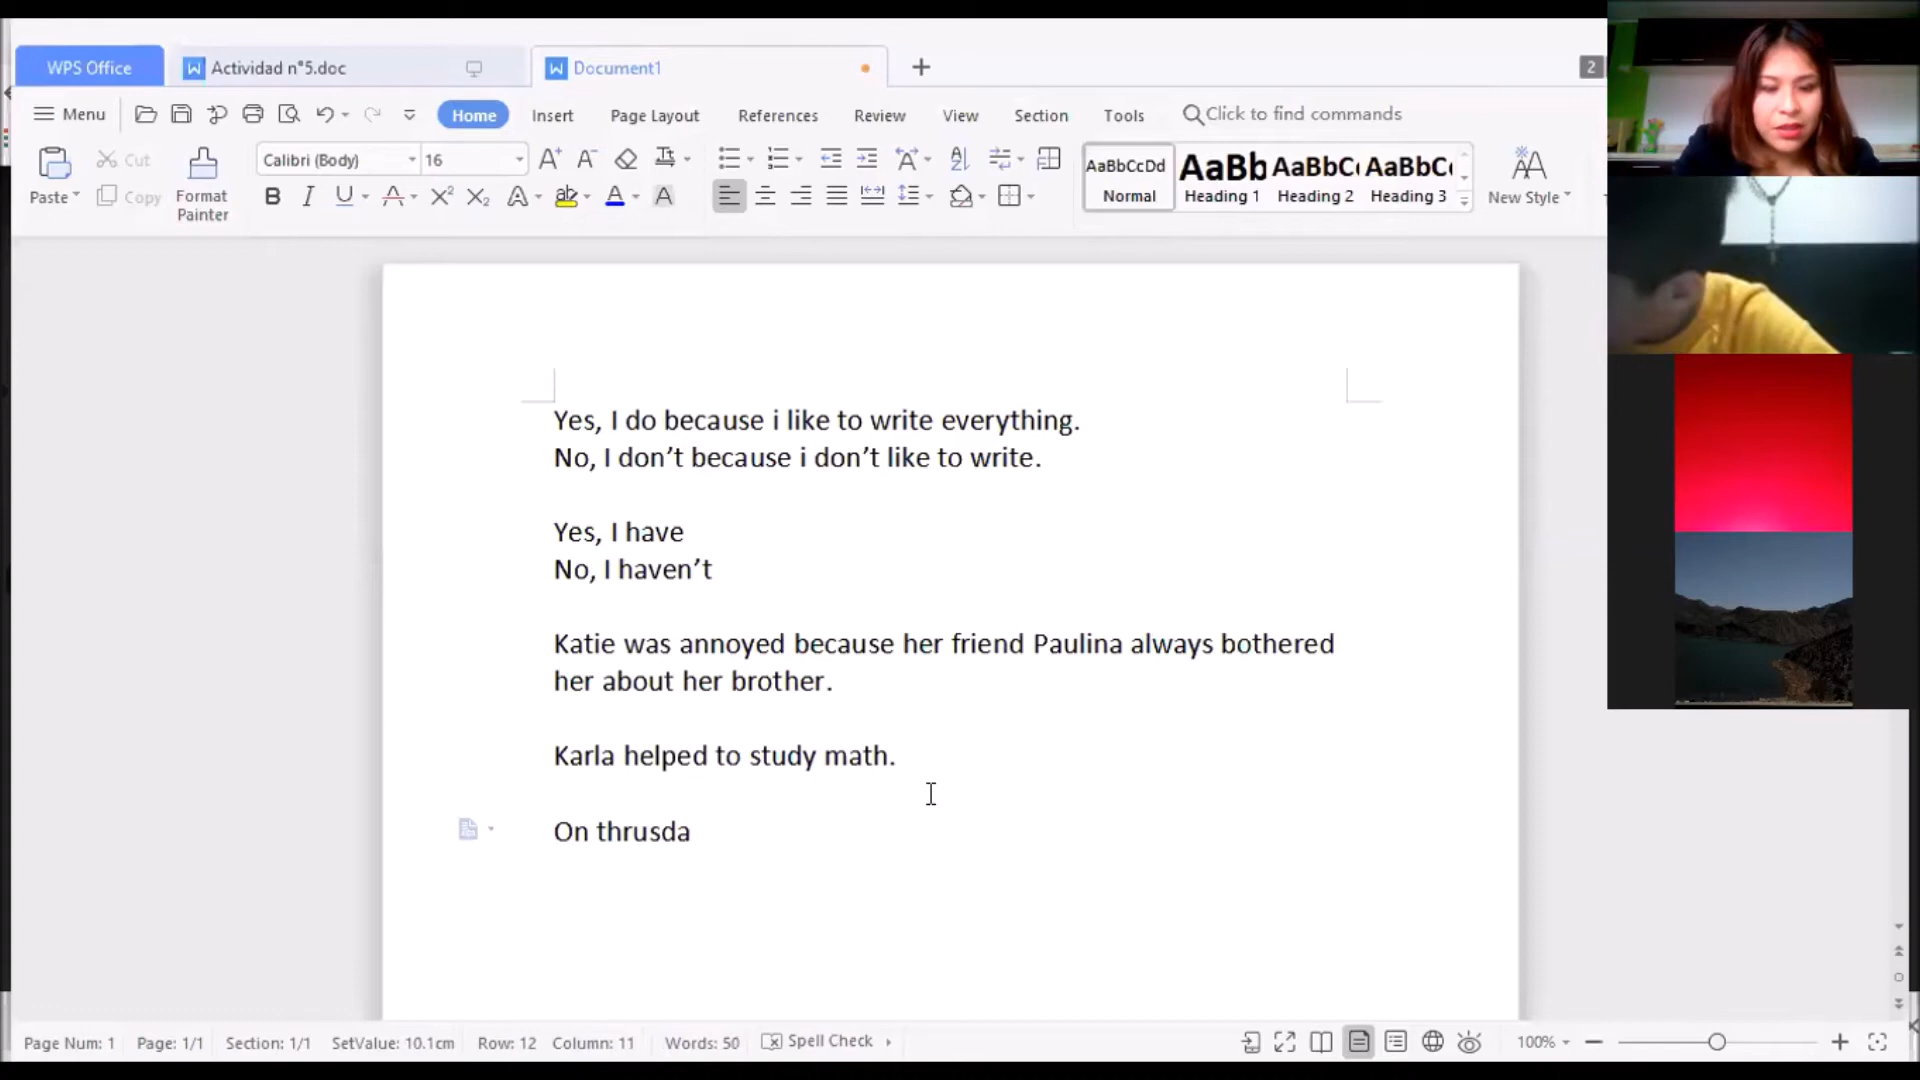 WPS Office
Actividad n°5.doc
Document1
2
Menu
Home
Insert
Page Layout
References
Review
View
Section
Tools
Click to find commands
Paste
Cut
Copy
Format
Painter
Calibri (Body)
16
AaBbCcDd
Normal
AaBb
Heading 1
AaBbC
Heading 2
AaBbC
Heading 3
New Style
Yes, I do because i like to write everything.
No, I don’t because i don’t like to write.
Yes, I have
No, I haven’t
Katie was annoyed because her friend Paulina always bothered
her about her brother.
Karla helped to study math.
On thrusda
Page Num: 1
Page: 1/1
Section: 1/1
SetValue: 10.1cm
Row: 12
Column: 11
Words: 50
Spell Check
100%